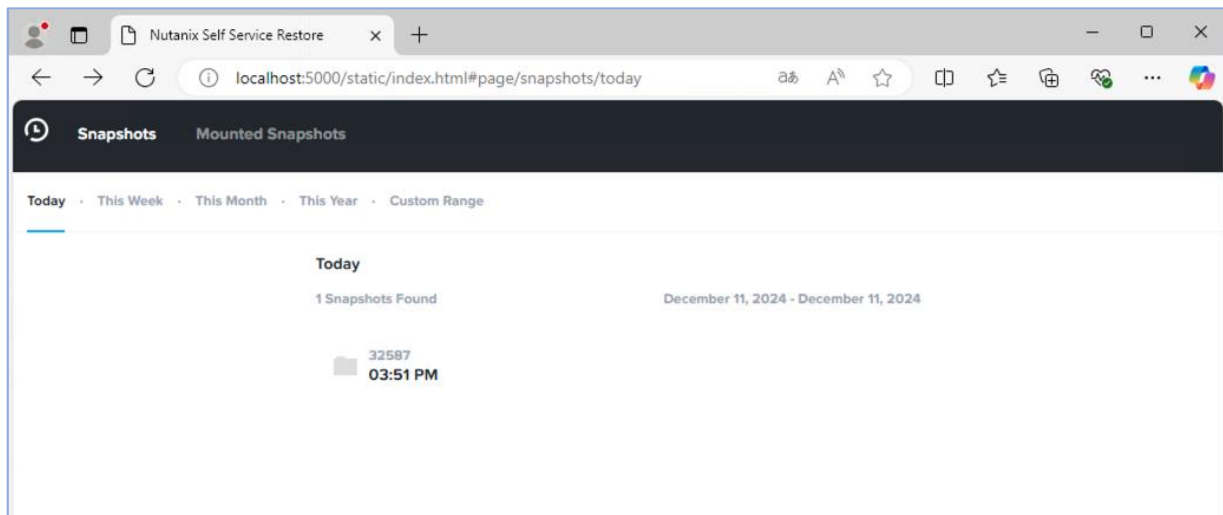 Nutanix Self Service Restore
localhost:5000/static/index.html#page/snapshots/today
Snapshots Mounted Snapshots
Today · This Week · This Month · This Year · Custom Range
Today
1 Snapshots Found December 11, 2024 - December 11, 2024
32587
03:51 PM